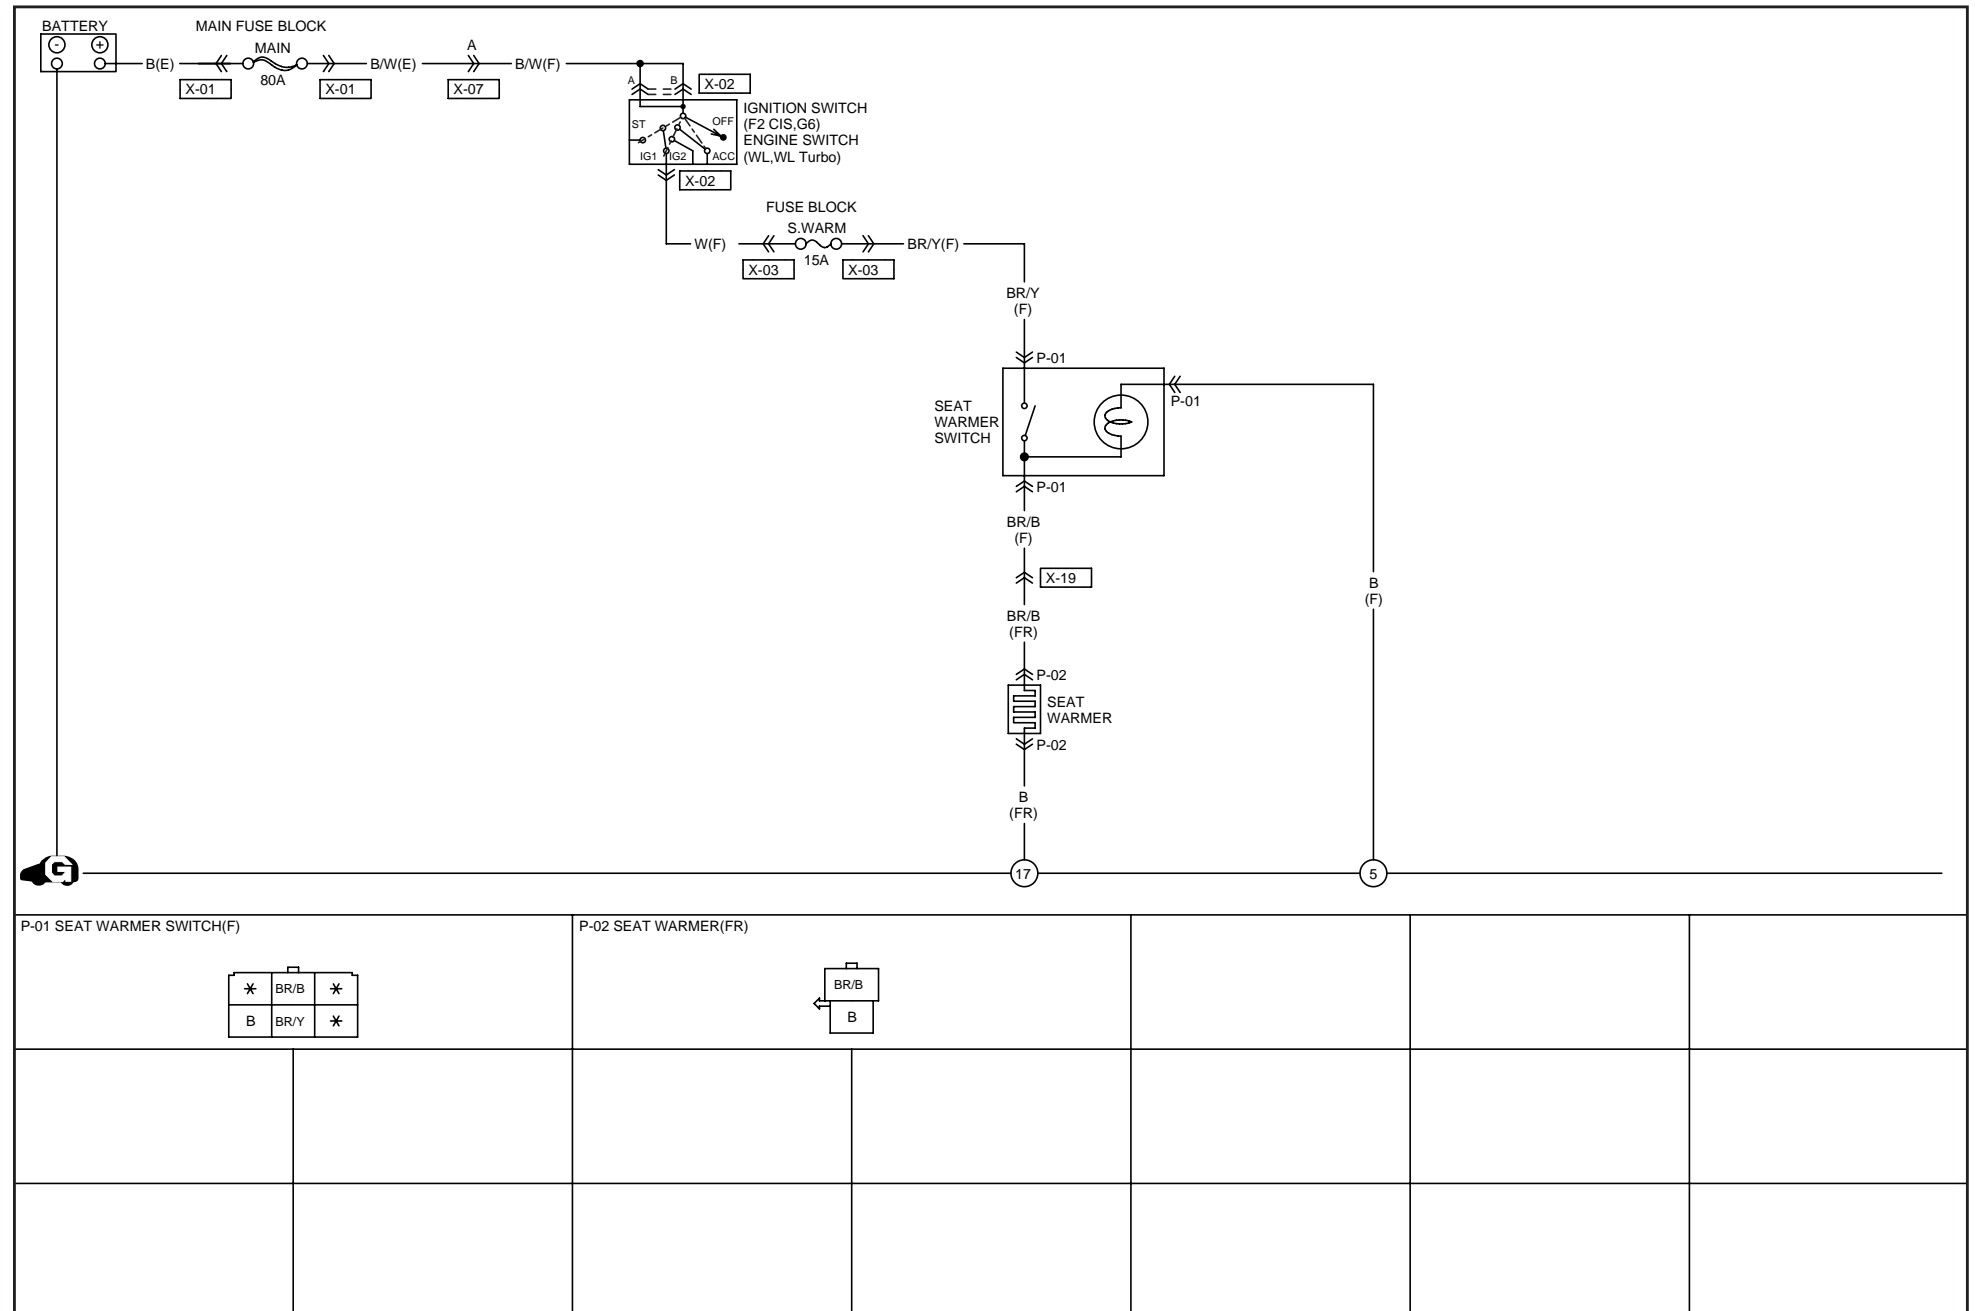 BATTERY
MAIN FUSE BLOCK
- +
MAIN
80A
B(E)
X-01
X-01
B/W(E)
A
X-07
B/W(F)
A B
X-02
IGNITION SWITCH
(F2 CIS,G6)
ENGINE SWITCH
(WL,WL Turbo)
ST
OFF
IG1 IG2 ACC
X-02
FUSE BLOCK
S.WARM
15A
W(F)
X-03
X-03
BR/Y(F)
BR/Y
(F)
P-01
SEAT
WARMER
SWITCH
P-01
P-01
BR/B
(F)
X-19
BR/B
(FR)
P-02
SEAT
WARMER
P-02
B
(FR)
B
(F)
G
17
5
P-01 SEAT WARMER SWITCH(F)
* BR/B *
B BR/Y *
P-02 SEAT WARMER(FR)
BR/B
B